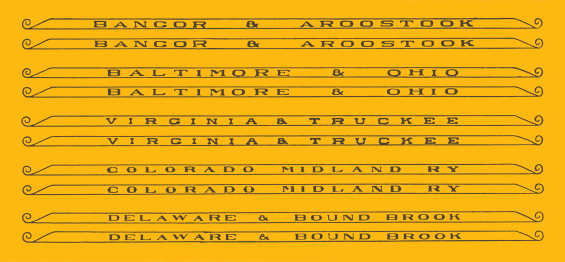 BANGOR & AROOSTOOK
BANGOR & AROOSTOOK
BALTIMORE & OHIO
BALTIMORE & OHIO
VIRGINIA & TRUCKEE
VIRGINIA & TRUCKEE
COLORADO MIDLAND RY
COLORADO MIDLAND RY
DELAWARE & BOUND BROOK
DELAWARE & BOUND BROOK